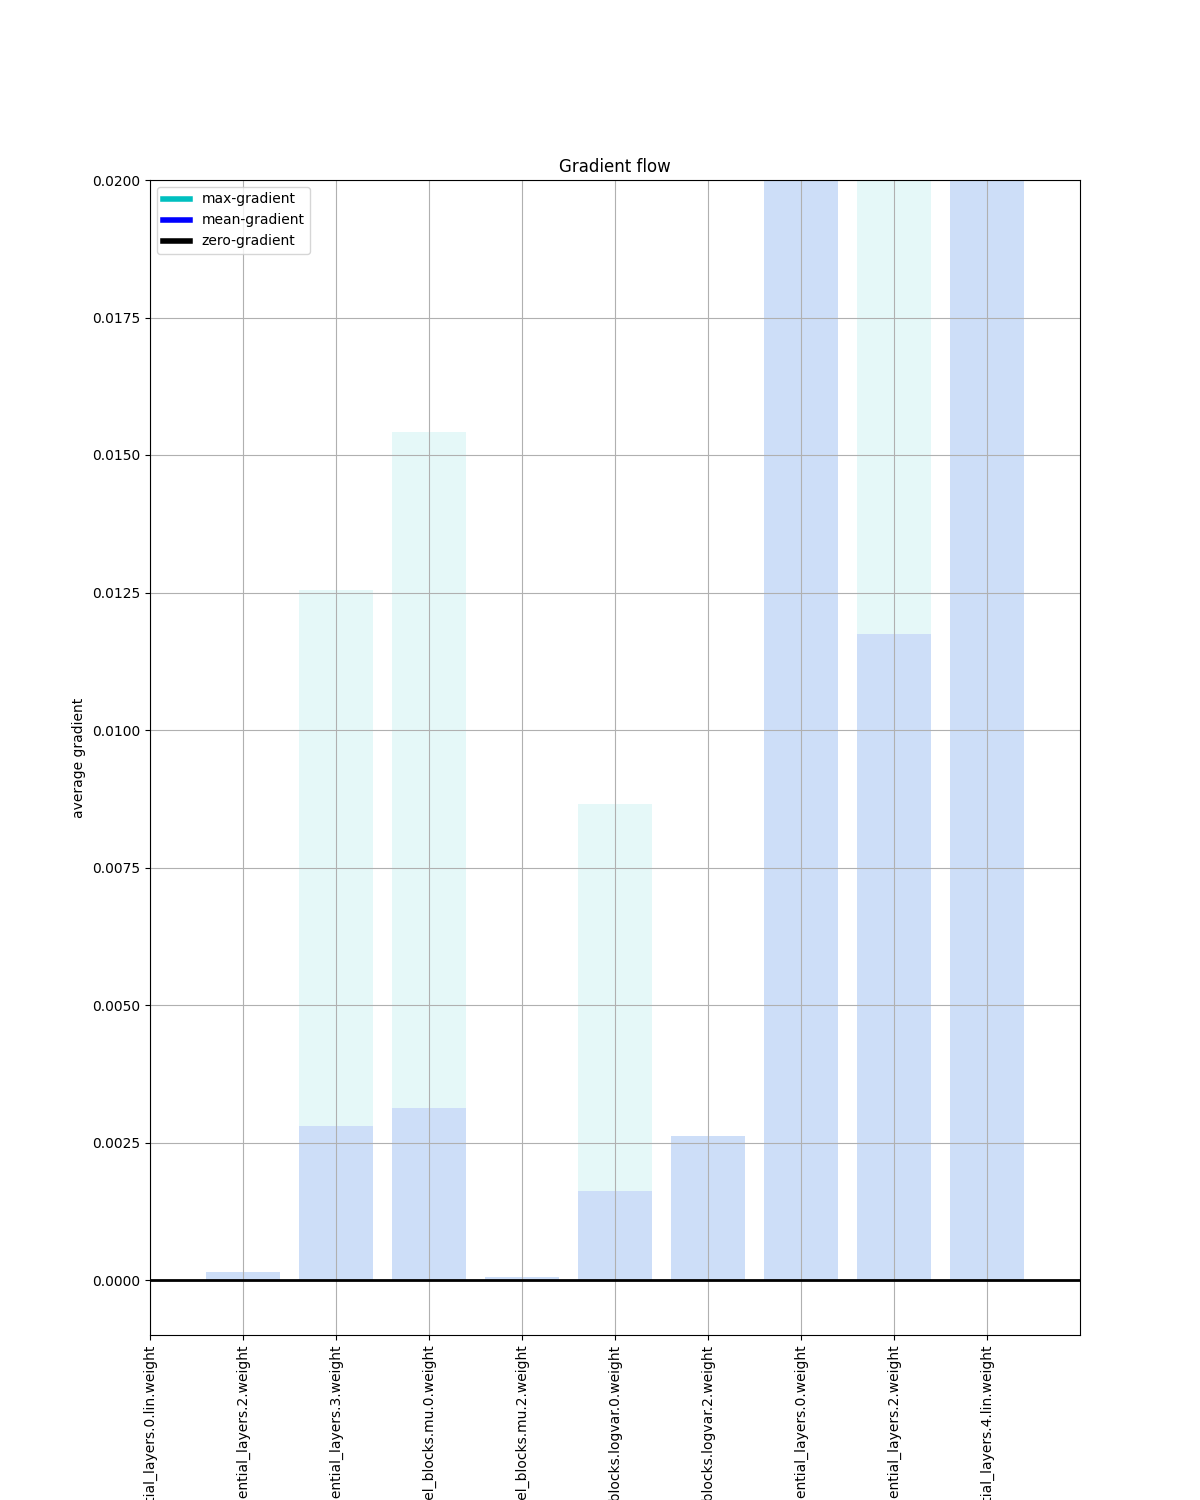 Gradient flow
max-gradient
mean-gradient
zero-gradient
0.0200
0.0175
0.0150
0.0125
0.0100
0.0075
0.0050
0.0025
0.0000
average gradient
tial_layers.0.lin.weight
ential_layers.2.weight
ential_layers.3.weight
el_blocks.mu.0.weight
el_blocks.mu.2.weight
blocks.logvar.0.weight
blocks.logvar.2.weight
ential_layers.0.weight
ential_layers.2.weight
tial_layers.4.lin.weight